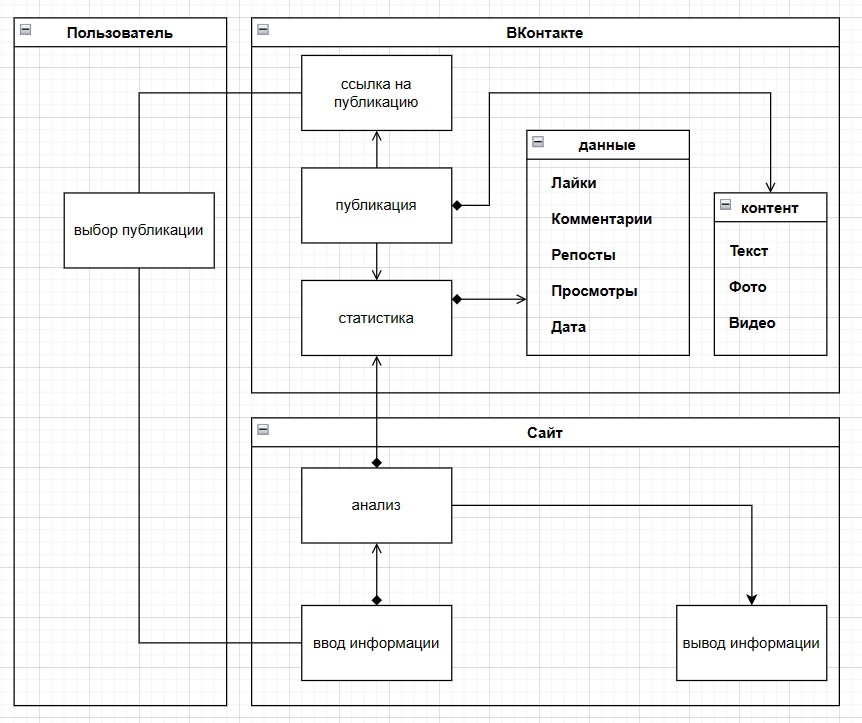 Пользователь
ВКонтакте
ссылка на
публикацию
данные
Лайки
Комментарии
Репосты
Просмотры
Дата
публикация
контент
Текст
Фото
Видео
выбор публикации
статистика
Сайт
анализ
ввод информации
вывод информации